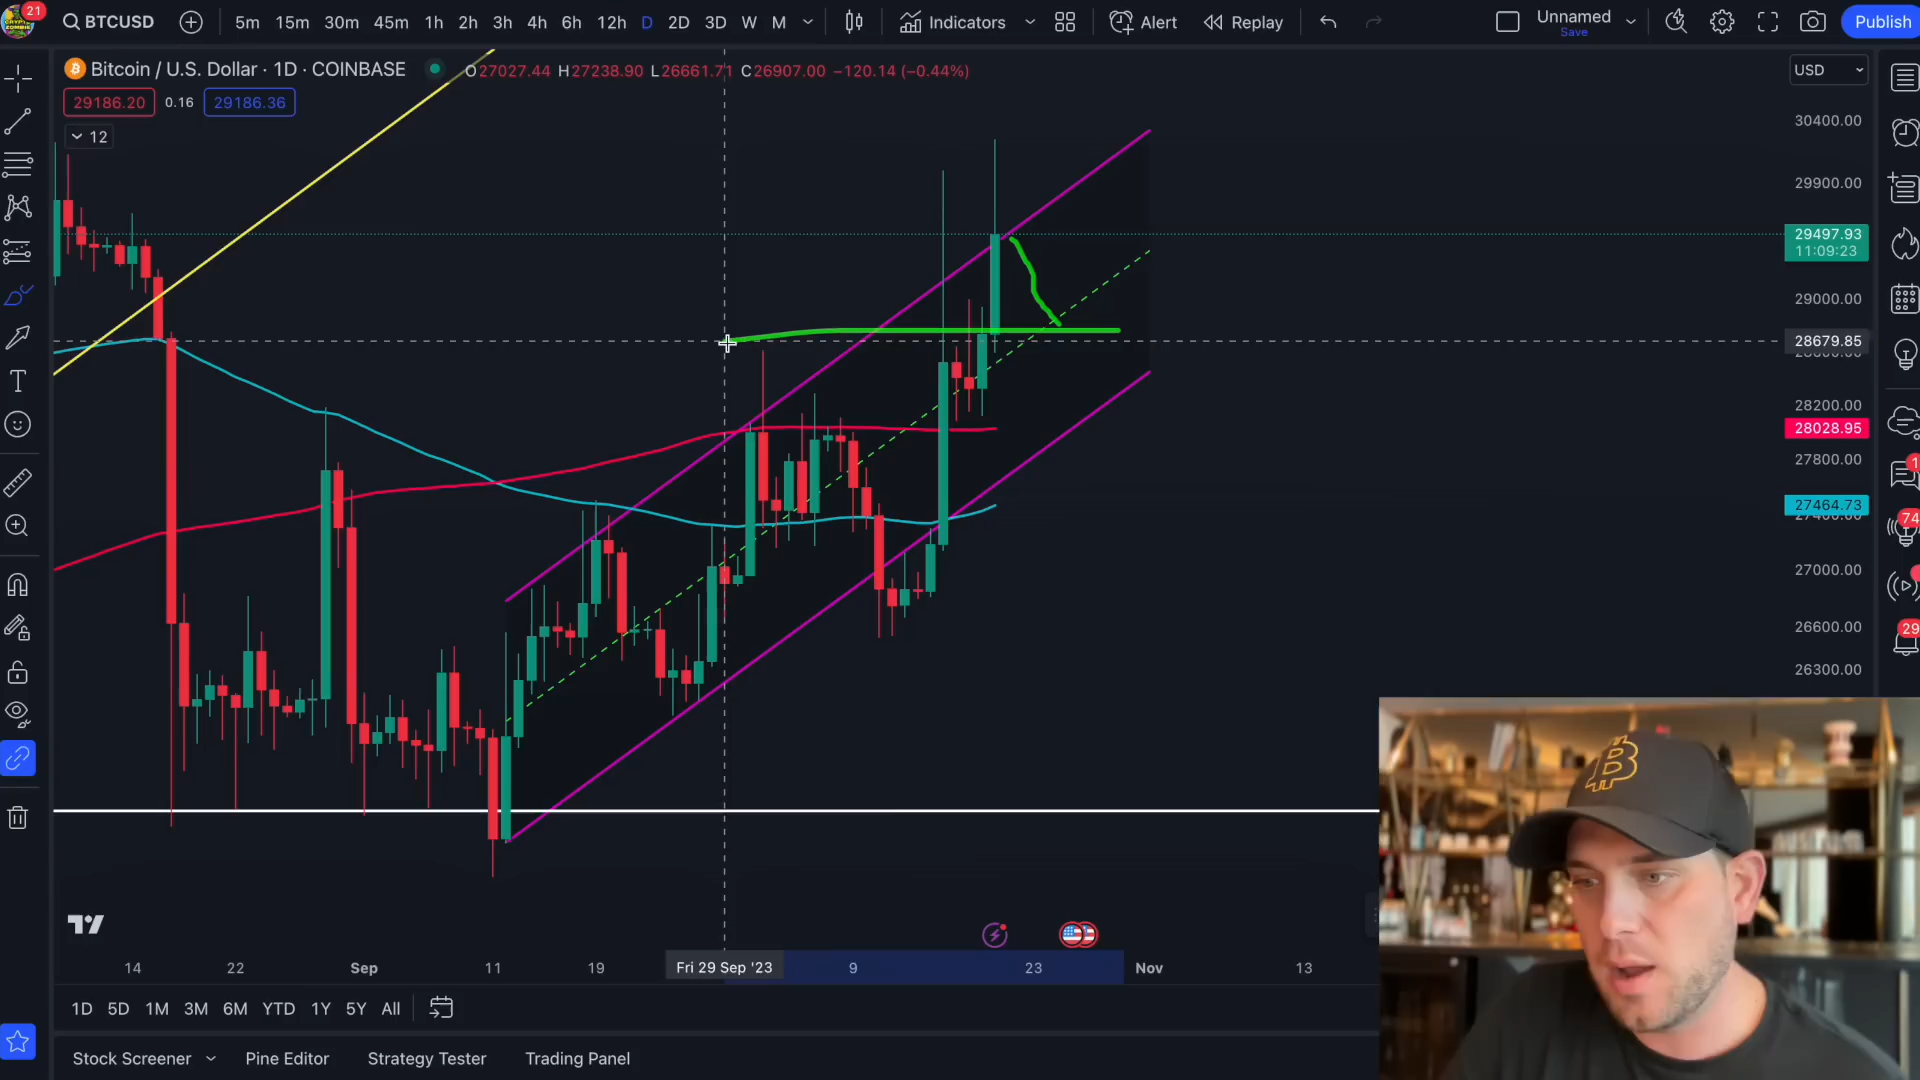 21
BTCUSD 5m 15m 30m 45m 1h 2h 3h 4h 6h 12h D 2D 3D W M Indicators Alert Replay Unnamed Publish
Save
Bitcoin / U.S. Dollar · 1D · COINBASE O27027.44 H27238.90 L26661.71 C26907.00 −120.14 (−0.44%) USD
29186.20 0.16 29186.36
12
30400.00
29900.00
29497.93
11:09:23
29000.00
28679.85
28200.00
28028.95
27800.00
27464.73
27000.00
26600.00
26300.00
1
74
29
14 22 Sep 11 19 Fri 29 Sep '23 9 23 Nov 13
1D 5D 1M 3M 6M YTD 1Y 5Y All
Stock Screener Pine Editor Strategy Tester Trading Panel